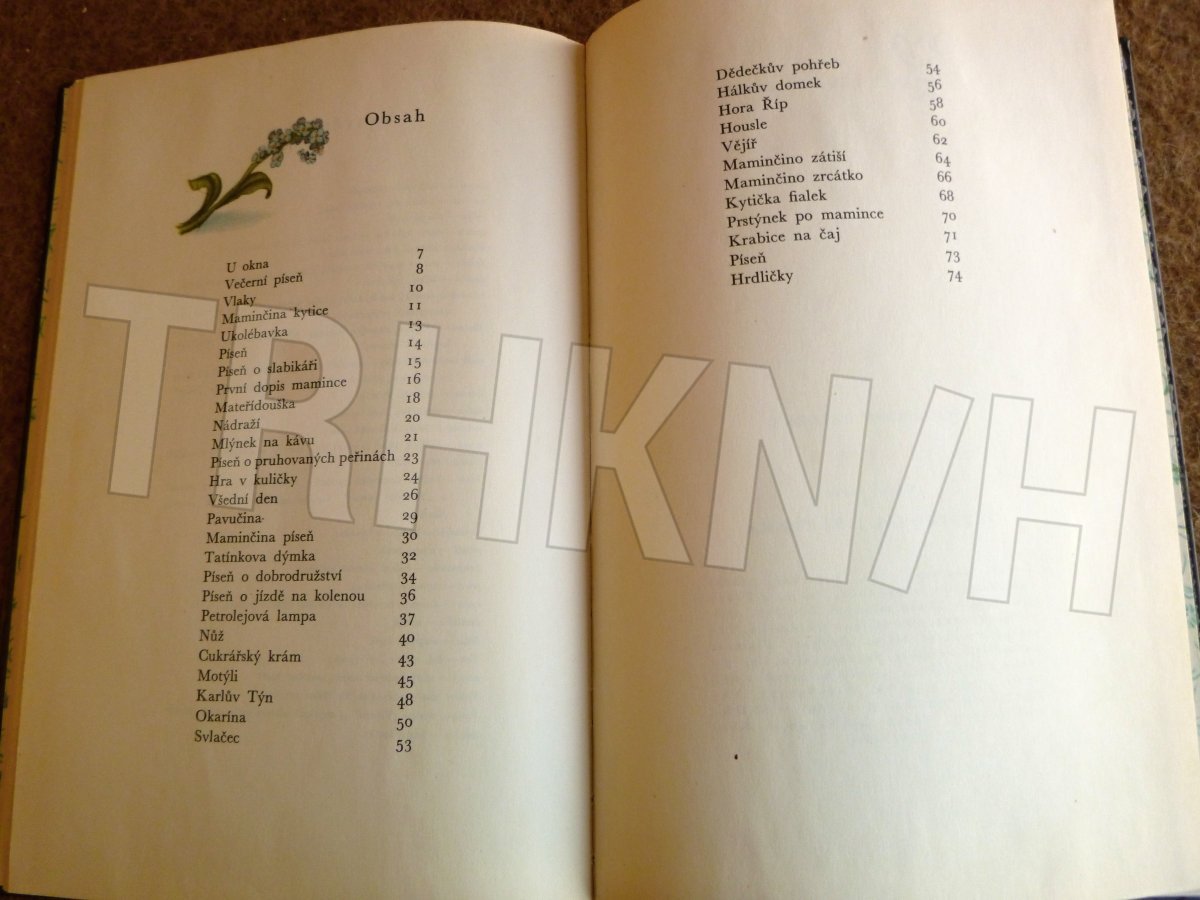 Obsah
U okna 7
Večerní píseň 8
Vlaky 10
Maminčina kytice 11
Ukolébavka 13
Píseň 14
Píseň o slabikáři 15
První dopis mamince 16
Mateřídouška 18
Nádraží 20
Mlýnek na kávu 21
Píseň o pruhovaných peřinách 23
Hra v kuličky 24
Všední den 26
Pavučina 29
Maminčina píseň 30
Tatínkova dýmka 32
Píseň o dobrodružství 34
Píseň o jízdě na kolenou 36
Petrolejová lampa 37
Nůž 40
Cukrářský krám 43
Motýli 45
Karlův Týn 48
Okarína 50
Svlačec 53
Dědečkův pohřeb 54
Hálkův domek 56
Hora Říp 58
Housle 60
Vějíř 62
Maminčino zátiší 64
Maminčino zrcátko 66
Kytička fialek 68
Prstýnek po mamince 70
Krabice na čaj 71
Píseň 73
Hrdličky 74
TRHKN/H